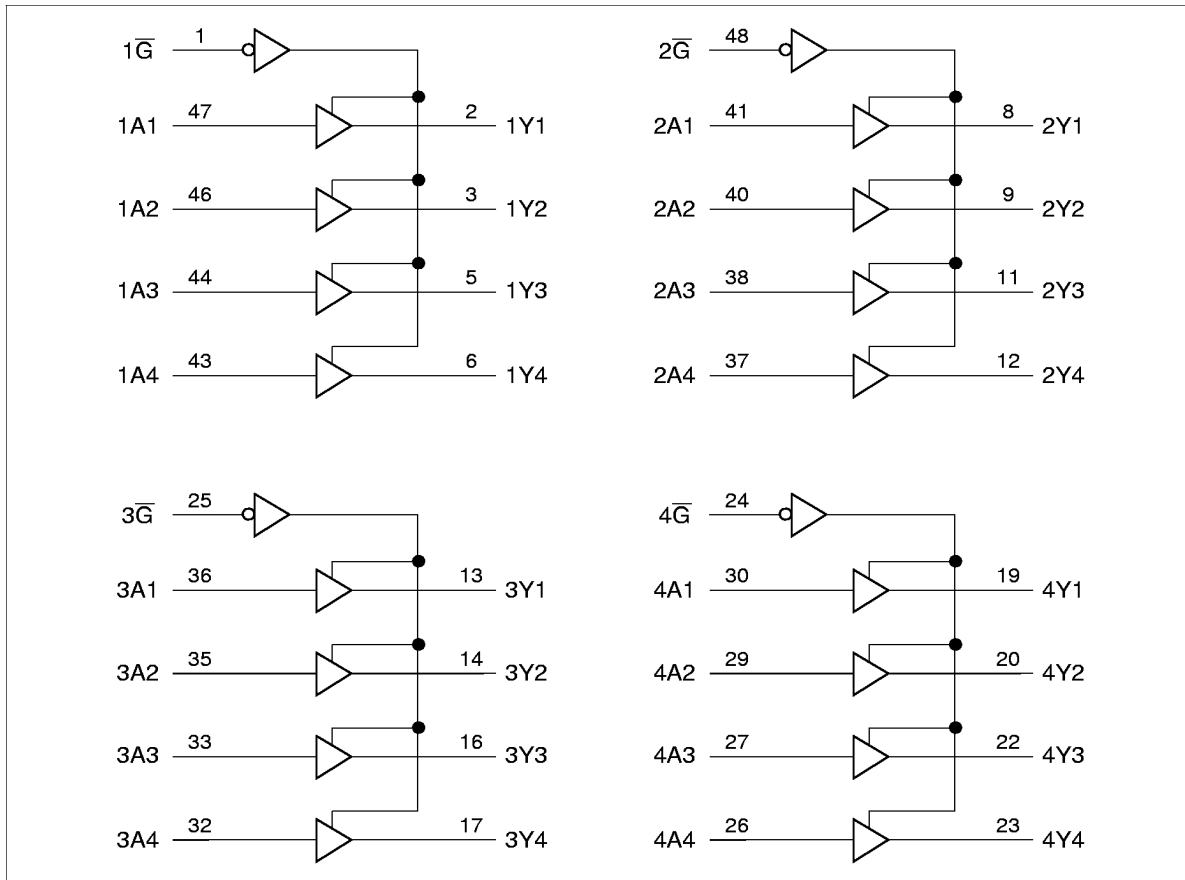 1G̅ 1
1A1 47 2 1Y1
1A2 46 3 1Y2
1A3 44 5 1Y3
1A4 43 6 1Y4
2G̅ 48
2A1 41 8 2Y1
2A2 40 9 2Y2
2A3 38 11 2Y3
2A4 37 12 2Y4
3G̅ 25
3A1 36 13 3Y1
3A2 35 14 3Y2
3A3 33 16 3Y3
3A4 32 17 3Y4
4G̅ 24
4A1 30 19 4Y1
4A2 29 20 4Y2
4A3 27 22 4Y3
4A4 26 23 4Y4